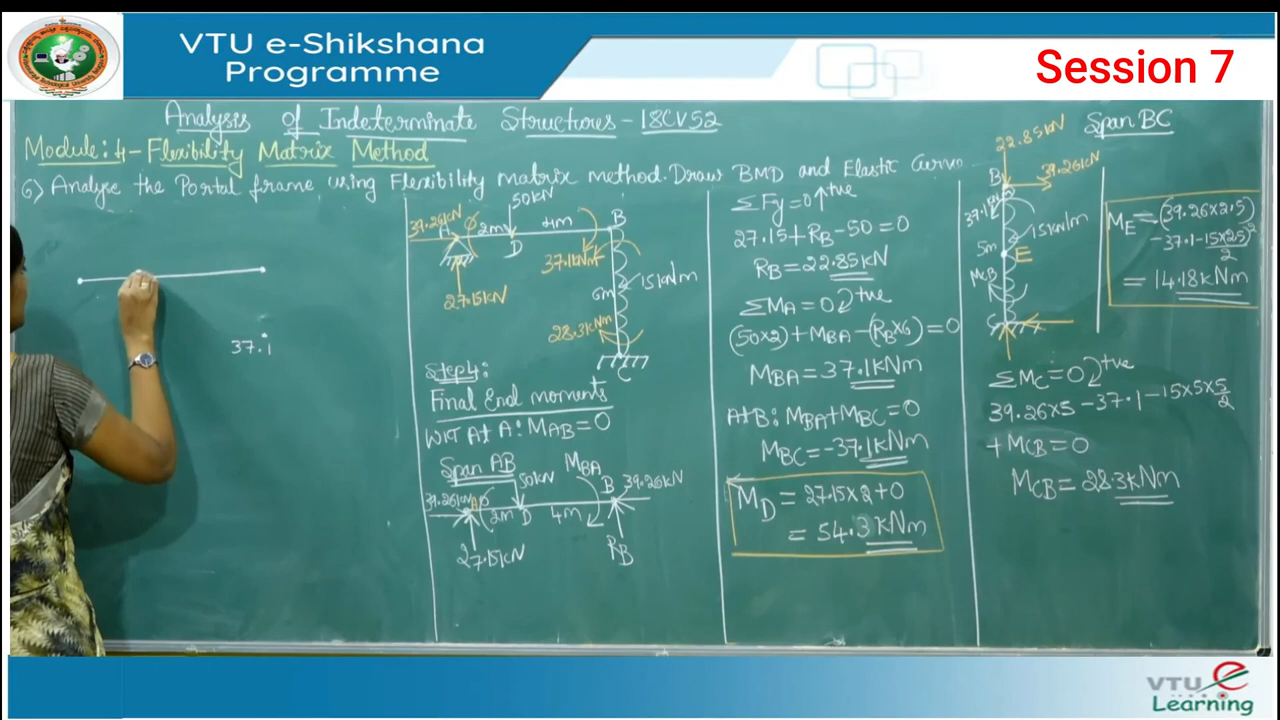 VTU e-Shikshana
Programme
Session 7
Analysis of Indeterminate Structures - 18CV52
Module: 4 - Flexibility Matrix Method
6) Analyse the Portal frame using Flexibility matrix method. Draw BMD and Elastic curve
37.1
50kN
39.26kN
A
2m
4m
B
D
37.1kNm
15kN/m
6m
27.15kN
28.3kNm
C
Step4:
Final End moments
WKT At A: MAB=0
Span AB
50kN
MBA
39.26kN
A
B
39.26kN
2m
D
4m
27.15kN
RB
ΣFy=0↑+ve
27.15+RB-50=0
RB=22.85kN
ΣMA=0↻+ve
(50×2)+MBA-(RB×6)=0
MBA=37.1kNm
At B: MBA+MBC=0
MBC=-37.1kNm
MD=27.15×2+0
=54.3kNm
Span BC
22.85kN
B
39.26kN
37.1
15kN/m
5m
E
MCB
C
ME=(39.26×2.5)
-37.1-15×2.5²/2
=14.18kNm
ΣMC=0↻+ve
39.26×5-37.1-15×5×5/2
+MCB=0
MCB=28.3kNm
VTU e
Learning